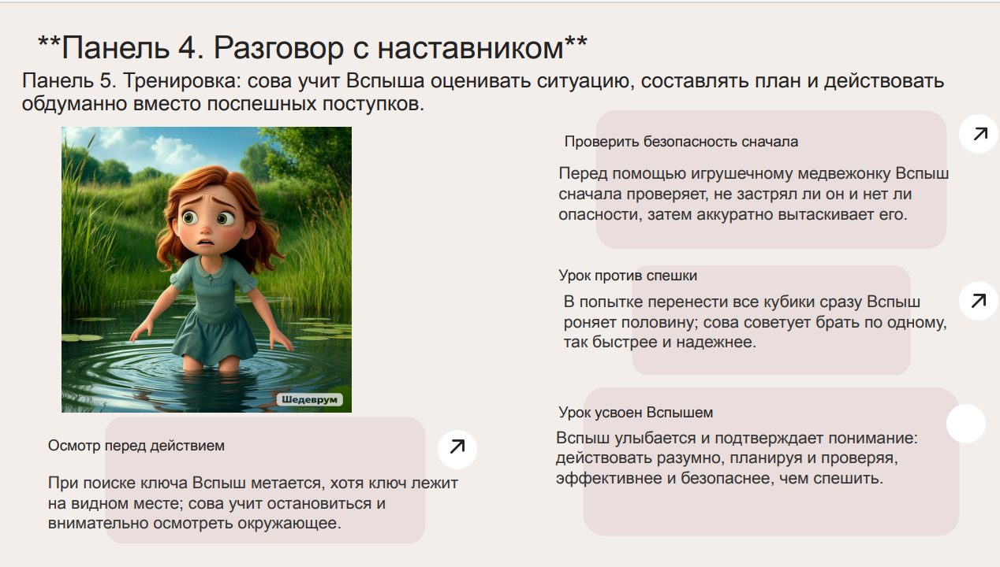 **Панель 4. Разговор с наставником**
Панель 5. Тренировка: сова учит Вспыша оценивать ситуацию, составлять план и действовать
обдуманно вместо поспешных поступков.
Шедеврум
Осмотр перед действием
При поиске ключа Вспыш метается, хотя ключ лежит
на видном месте; сова учит остановиться и
внимательно осмотреть окружающее.
Проверить безопасность сначала
Перед помощью игрушечному медвежонку Вспыш
сначала проверяет, не застрял ли он и нет ли
опасности, затем аккуратно вытаскивает его.
Урок против спешки
В попытке перенести все кубики сразу Вспыш
роняет половину; сова советует брать по одному,
так быстрее и надежнее.
Урок усвоен Вспышем
Вспыш улыбается и подтверждает понимание:
действовать разумно, планируя и проверяя,
эффективнее и безопаснее, чем спешить.